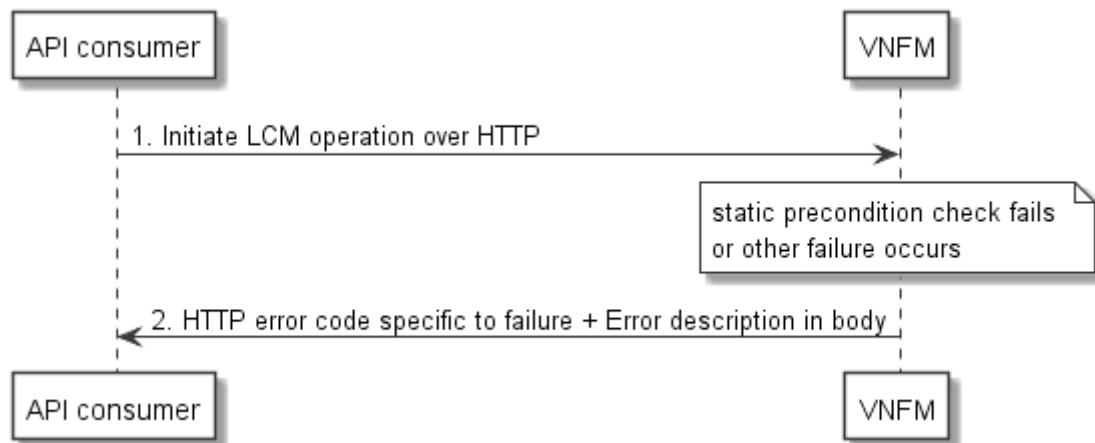 API consumer
VNFM
1. Initiate LCM operation over HTTP
static precondition check fails
or other failure occurs
2. HTTP error code specific to failure + Error description in body
API consumer
VNFM